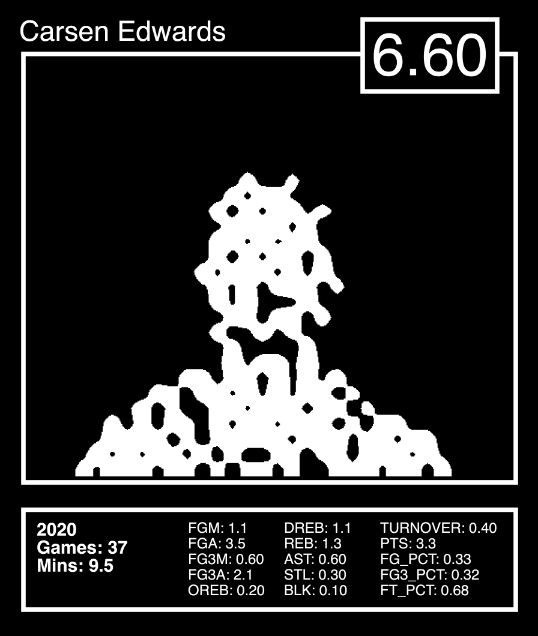 Carsen Edwards
6.60
2020
Games: 37
Mins: 9.5
FGM: 1.1
FGA: 3.5
FG3M: 0.60
FG3A: 2.1
OREB: 0.20
DREB: 1.1
REB: 1.3
AST: 0.60
STL: 0.30
BLK: 0.10
TURNOVER: 0.40
PTS: 3.3
FG_PCT: 0.33
FG3_PCT: 0.32
FT_PCT: 0.68